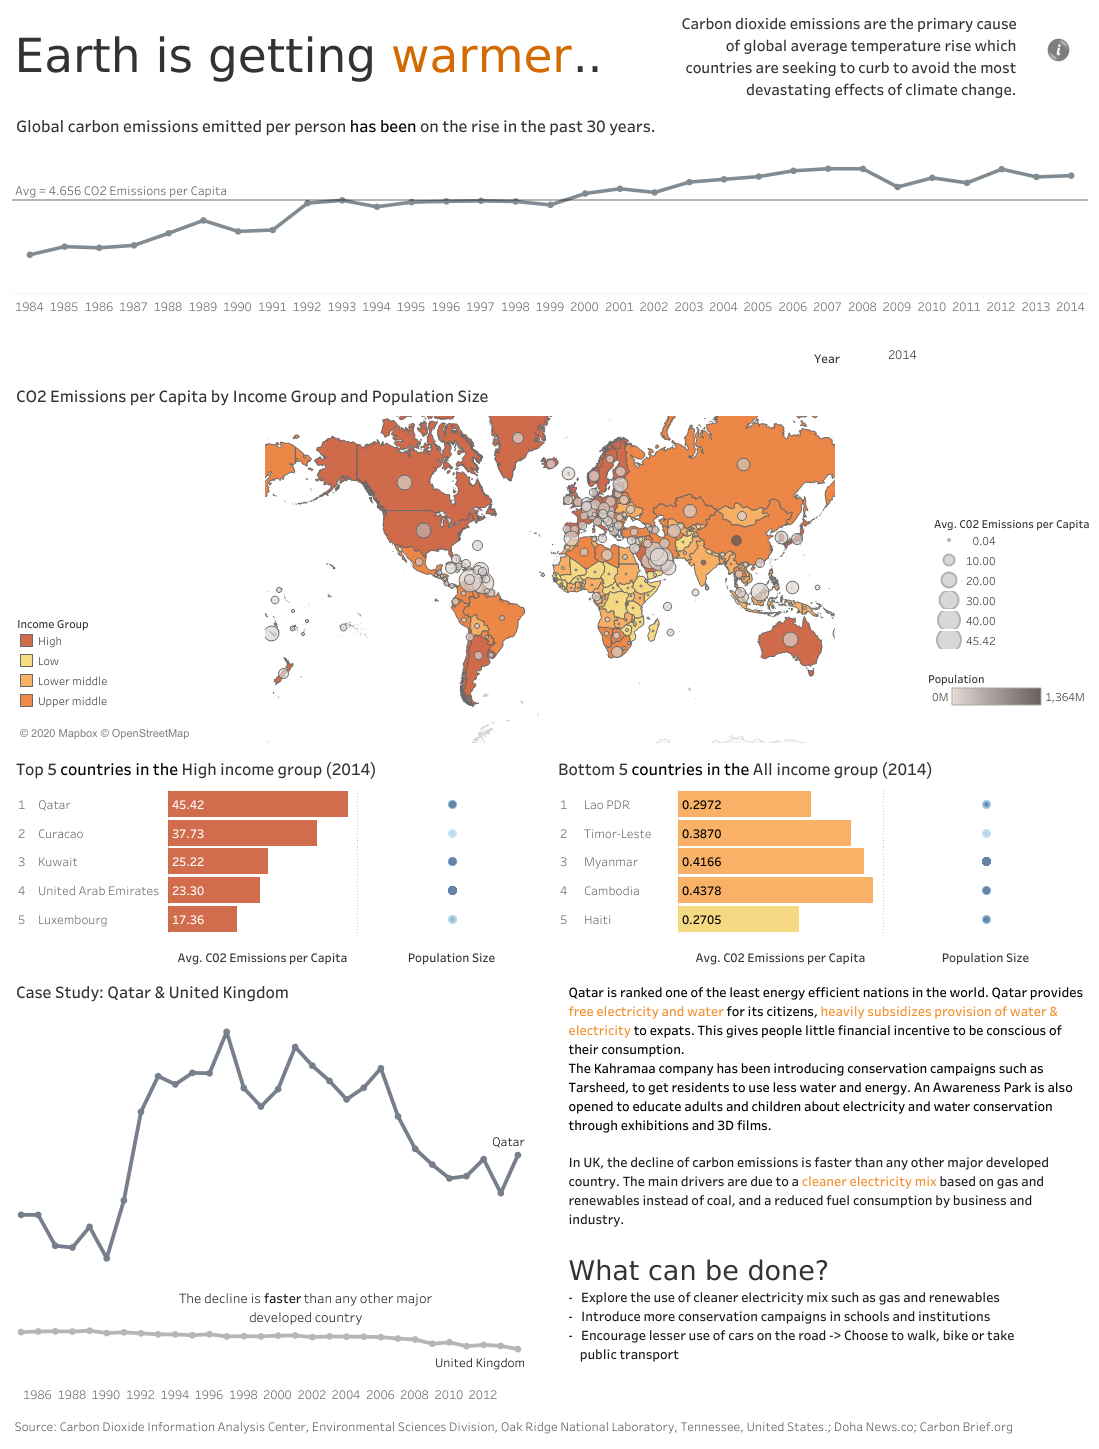 Earth is getting warmer..
Carbon dioxide emissions are the primary cause
of global average temperature rise which
countries are seeking to curb to avoid the most
devastating effects of climate change.
i
Global carbon emissions emitted per person has been on the rise in the past 30 years.
Avg = 4.656 CO2 Emissions per Capita
1984 1985 1986 1987 1988 1989 1990 1991 1992 1993 1994 1995 1996 1997 1998 1999 2000 2001 2002 2003 2004 2005 2006 2007 2008 2009 2010 2011 2012 2013 2014
Year 2014
CO2 Emissions per Capita by Income Group and Population Size
Income Group
High
Low
Lower middle
Upper middle
© 2020 Mapbox © OpenStreetMap
Avg. C02 Emissions per Capita
0.04
10.00
20.00
30.00
40.00
45.42
Population
0M 1,364M
Top 5 countries in the High income group (2014)
1 Qatar 45.42
2 Curacao 37.73
3 Kuwait 25.22
4 United Arab Emirates 23.30
5 Luxembourg 17.36
Avg. C02 Emissions per Capita Population Size
Bottom 5 countries in the All income group (2014)
1 Lao PDR 0.2972
2 Timor-Leste 0.3870
3 Myanmar 0.4166
4 Cambodia 0.4378
5 Haiti 0.2705
Avg. C02 Emissions per Capita Population Size
Case Study: Qatar & United Kingdom
Qatar
The decline is faster than any other major
developed country
United Kingdom
1986 1988 1990 1992 1994 1996 1998 2000 2002 2004 2006 2008 2010 2012
Qatar is ranked one of the least energy efficient nations in the world. Qatar provides
free electricity and water for its citizens, heavily subsidizes provision of water &
electricity to expats. This gives people little financial incentive to be conscious of
their consumption.
The Kahramaa company has been introducing conservation campaigns such as
Tarsheed, to get residents to use less water and energy. An Awareness Park is also
opened to educate adults and children about electricity and water conservation
through exhibitions and 3D films.
In UK, the decline of carbon emissions is faster than any other major developed
country. The main drivers are due to a cleaner electricity mix based on gas and
renewables instead of coal, and a reduced fuel consumption by business and
industry.
What can be done?
- Explore the use of cleaner electricity mix such as gas and renewables
- Introduce more conservation campaigns in schools and institutions
- Encourage lesser use of cars on the road -> Choose to walk, bike or take
public transport
Source: Carbon Dioxide Information Analysis Center, Environmental Sciences Division, Oak Ridge National Laboratory, Tennessee, United States.; Doha News.co; Carbon Brief.org